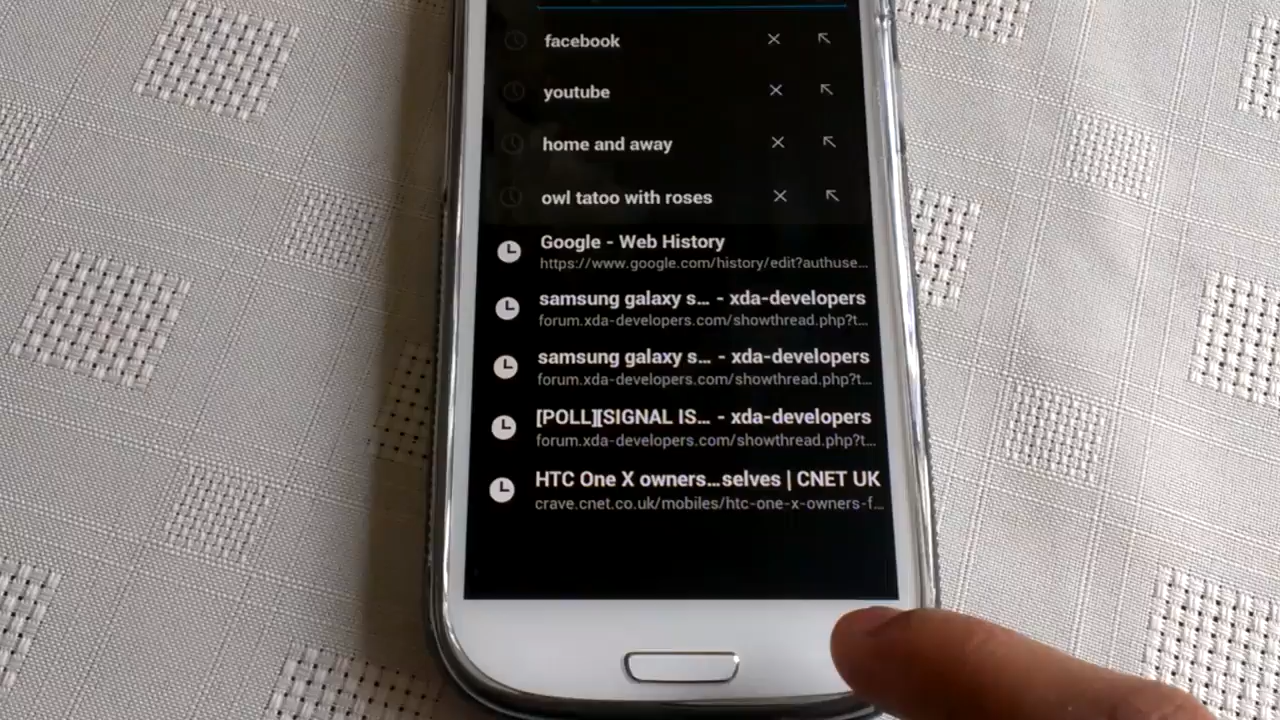 facebook
youtube
home and away
owl tatoo with roses
Google - Web History
https://www.google.com/history/edit?authuse...
samsung galaxy s... - xda-developers
forum.xda-developers.com/showthread.php?t...
samsung galaxy s... - xda-developers
forum.xda-developers.com/showthread.php?t...
[POLL][SIGNAL IS... - xda-developers
forum.xda-developers.com/showthread.php?t...
HTC One X owners...selves | CNET UK
crave.cnet.co.uk/mobiles/htc-one-x-owners-f...